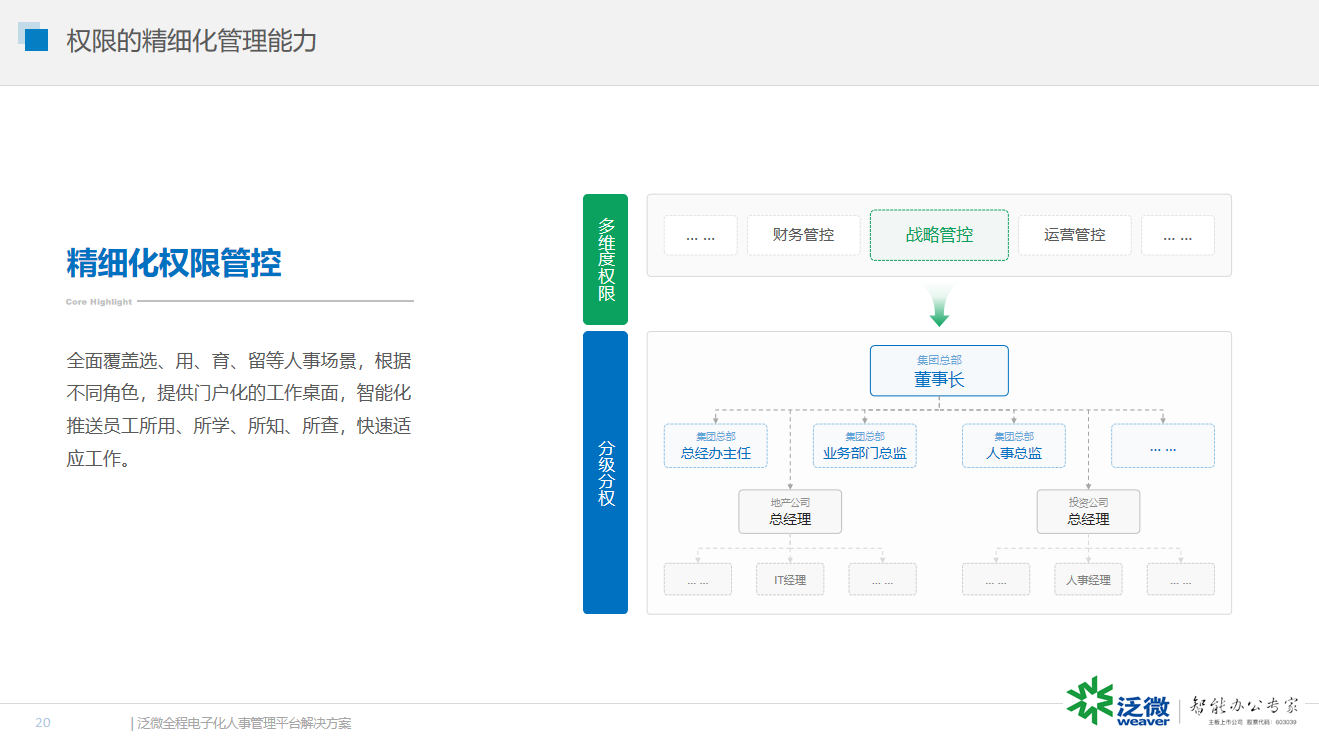 权限的精细化管理能力
精细化权限管控
Core Highlight
全面覆盖选、用、育、留等人事场景，根据
不同角色，提供门户化的工作桌面，智能化
推送员工所用、所学、所知、所查，快速适
应工作。
多维度权限
... ...
财务管控
战略管控
运营管控
... ...
分级分权
集团总部
董事长
集团总部
总经办主任
集团总部
业务部门总监
集团总部
人事总监
... ...
地产公司
总经理
投资公司
总经理
... ...
IT经理
... ...
... ...
人事经理
... ...
20
|泛微全程电子化人事管理平台解决方案
泛微
weaver
智能办公专家
主板上市公司 股票代码：603039